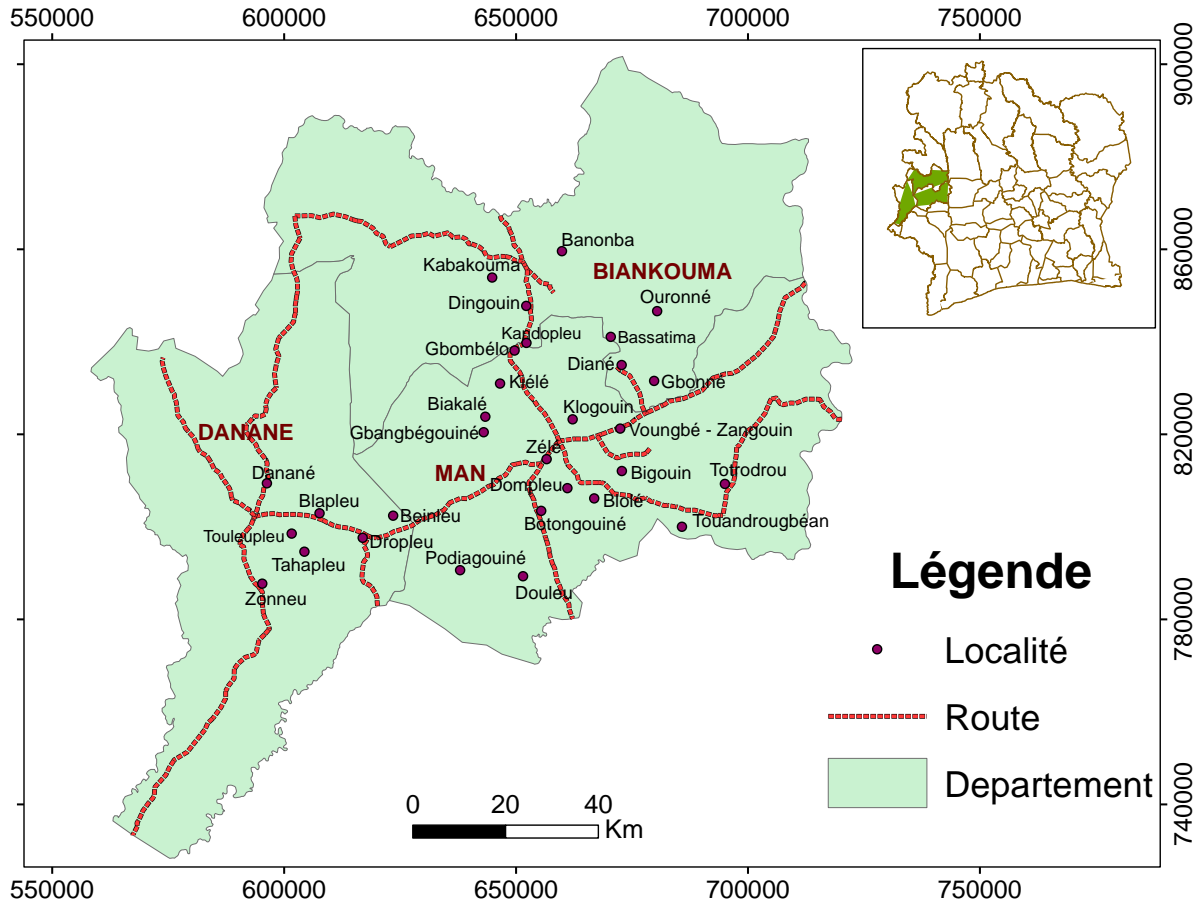 550000
600000
650000
700000
750000
900000
860000
820000
780000
740000
Banonba
Kabakouma
BIANKOUMA
Ouronné
Dingouin
Kandopleu
Bassatima
Gbombélo
Diané
Kiélé
Gbonné
Biakalé
Klogouin
DANANE
Gbangbégouiné
Voungbé - Zangouin
Zélé
MAN
Danané
Bigouin
Totrodrou
Dompleu
Blapleu
Blolé
Beinleu
Botongouiné
Touandrougbéan
Touleupleu
Dropleu
Tahapleu
Podiagouiné
Zonneu
Douleu
Légende
Localité
Route
Departement
0 20 40
Km
550000
600000
650000
700000
750000